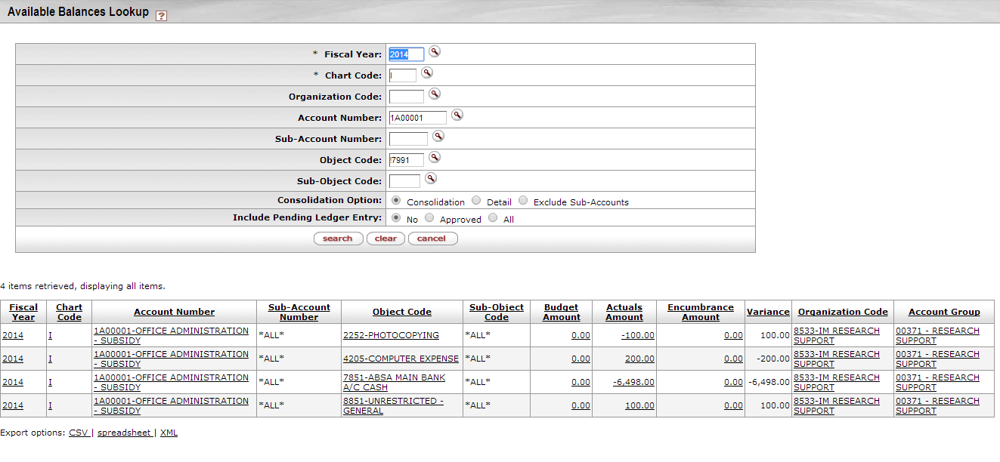 Available Balances Lookup ?
* Fiscal Year: 2014
* Chart Code: I
Organization Code:
Account Number: 1A00001
Sub-Account Number:
Object Code: !7991
Sub-Object Code:
Consolidation Option: Consolidation Detail Exclude Sub-Accounts
Include Pending Ledger Entry: No Approved All
search clear cancel
4 items retrieved, displaying all items.
Fiscal Year Chart Code Account Number Sub-Account Number Object Code Sub-Object Code Budget Amount Actuals Amount Encumbrance Amount Variance Organization Code Account Group
2014 I 1A00001-OFFICE ADMINISTRATION - SUBSIDY *ALL* 2252-PHOTOCOPYING *ALL* 0.00 -100.00 0.00 100.00 8533-IM RESEARCH SUPPORT 00371 - RESEARCH SUPPORT
2014 I 1A00001-OFFICE ADMINISTRATION - SUBSIDY *ALL* 4205-COMPUTER EXPENSE *ALL* 0.00 200.00 0.00 -200.00 8533-IM RESEARCH SUPPORT 00371 - RESEARCH SUPPORT
2014 I 1A00001-OFFICE ADMINISTRATION - SUBSIDY *ALL* 7851-ABSA MAIN BANK A/C CASH *ALL* 0.00 -6,498.00 0.00 -6,498.00 8533-IM RESEARCH SUPPORT 00371 - RESEARCH SUPPORT
2014 I 1A00001-OFFICE ADMINISTRATION - SUBSIDY *ALL* 8851-UNRESTRICTED - GENERAL *ALL* 0.00 100.00 0.00 100.00 8533-IM RESEARCH SUPPORT 00371 - RESEARCH SUPPORT
Export options: CSV | spreadsheet | XML